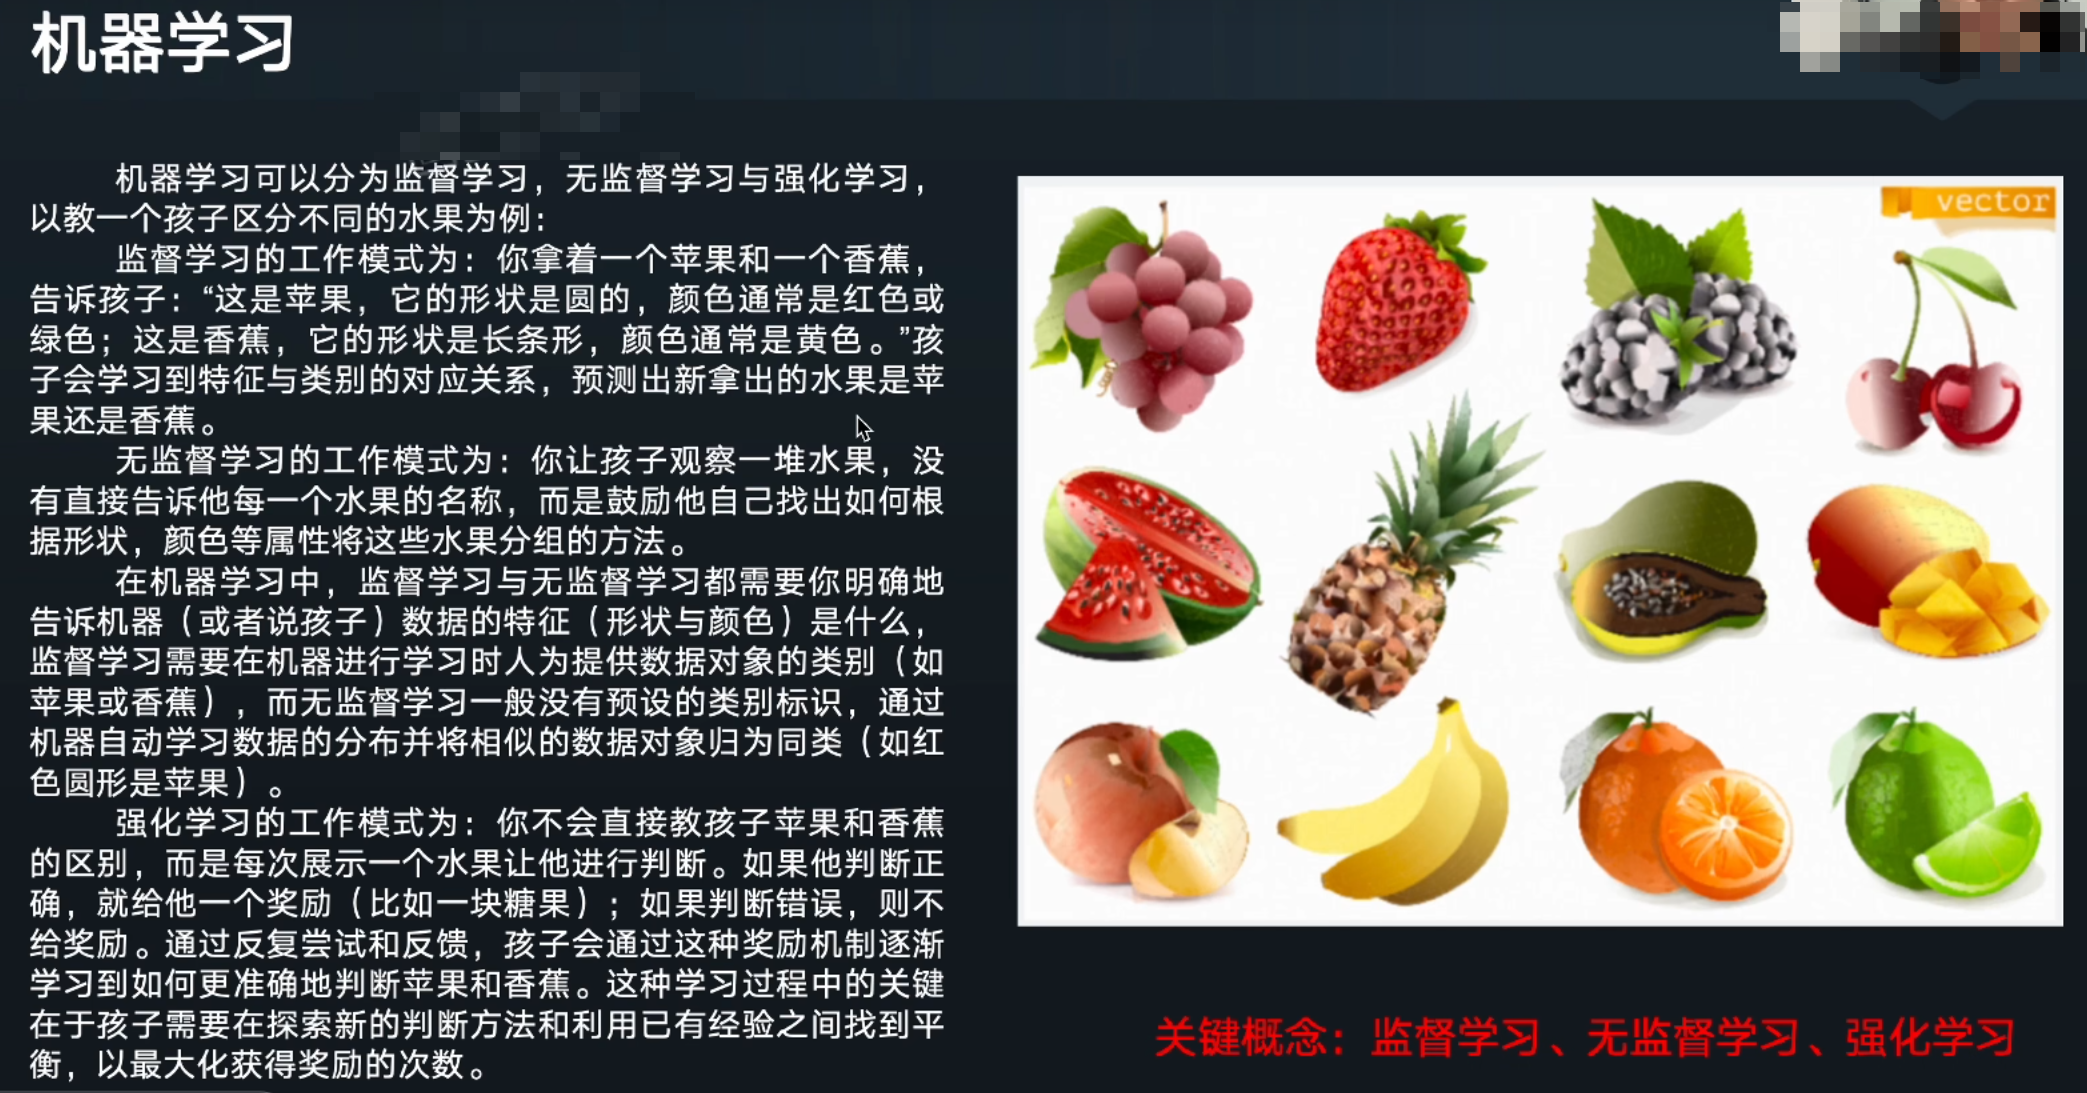 机器学习
机器学习可以分为监督学习，无监督学习与强化学习，
以教一个孩子区分不同的水果为例：
监督学习的工作模式为：你拿着一个苹果和一个香蕉，
告诉孩子：“这是苹果，它的形状是圆的，颜色通常是红色或
绿色；这是香蕉，它的形状是长条形，颜色通常是黄色。”孩
子会学习到特征与类别的对应关系，预测出新拿出的水果是苹
果还是香蕉。
无监督学习的工作模式为：你让孩子观察一堆水果，没
有直接告诉他每一个水果的名称，而是鼓励他自己找出如何根
据形状，颜色等属性将这些水果分组的方法。
在机器学习中，监督学习与无监督学习都需要你明确地
告诉机器（或者说孩子）数据的特征（形状与颜色）是什么，
监督学习需要在机器进行学习时人为提供数据对象的类别（如
苹果或香蕉），而无监督学习一般没有预设的类别标识，通过
机器自动学习数据的分布并将相似的数据对象归为同类（如红
色圆形是苹果）。
强化学习的工作模式为：你不会直接教孩子苹果和香蕉
的区别，而是每次展示一个水果让他进行判断。如果他判断正
确，就给他一个奖励（比如一块糖果）；如果判断错误，则不
给奖励。通过反复尝试和反馈，孩子会通过这种奖励机制逐渐
学习到如何更准确地判断苹果和香蕉。这种学习过程中的关键
在于孩子需要在探索新的判断方法和利用已有经验之间找到平
衡，以最大化获得奖励的次数。
vector
关键概念：监督学习、无监督学习、强化学习